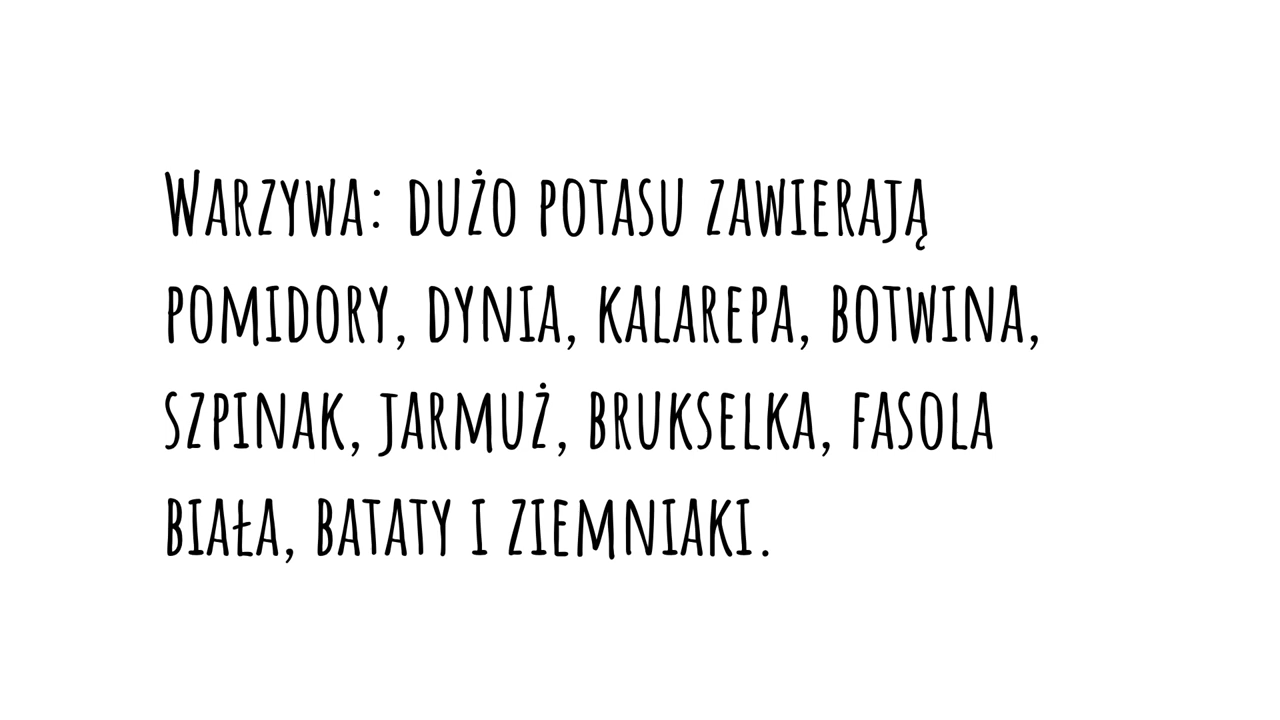 Warzywa: dużo potasu zawierają
pomidory, dynia, kalarepa, botwina,
szpinak, jarmuż, brukselka, fasola
biała, bataty i ziemniaki.